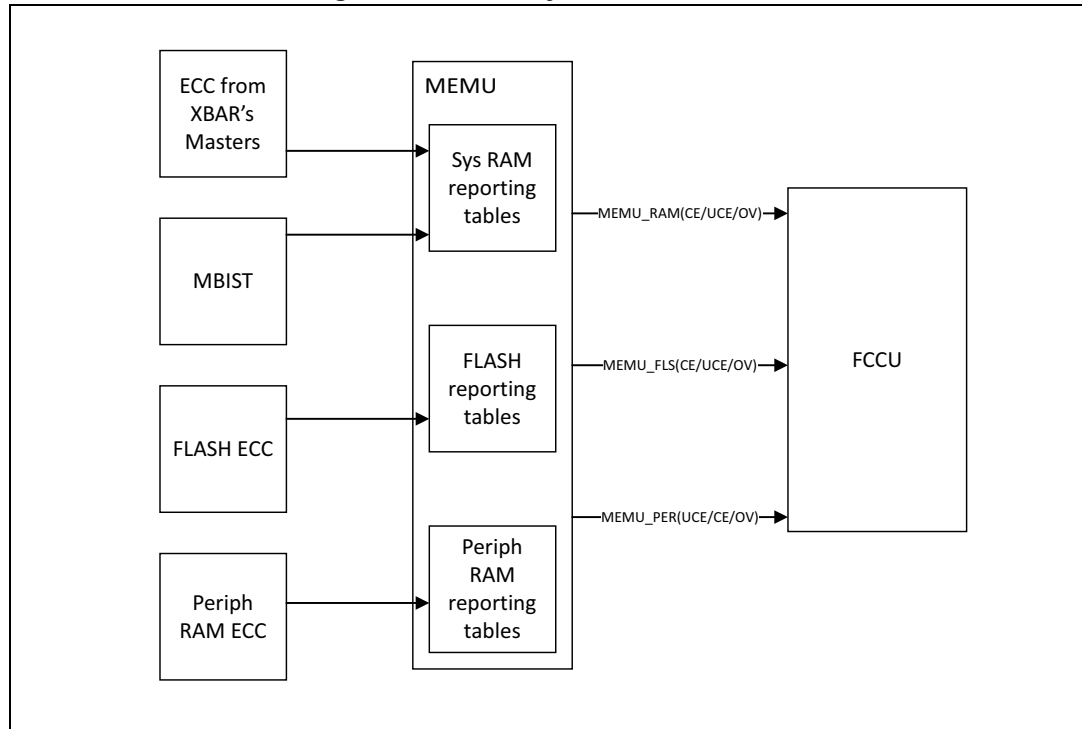 ECC from
XBAR's
Masters
MBIST
FLASH ECC
Periph
RAM ECC
MEMU
Sys RAM
reporting
tables
FLASH
reporting
tables
Periph
RAM
reporting
tables
MEMU_RAM(CE/UCE/OV)
MEMU_FLS(CE/UCE/OV)
MEMU_PER(UCE/CE/OV)
FCCU